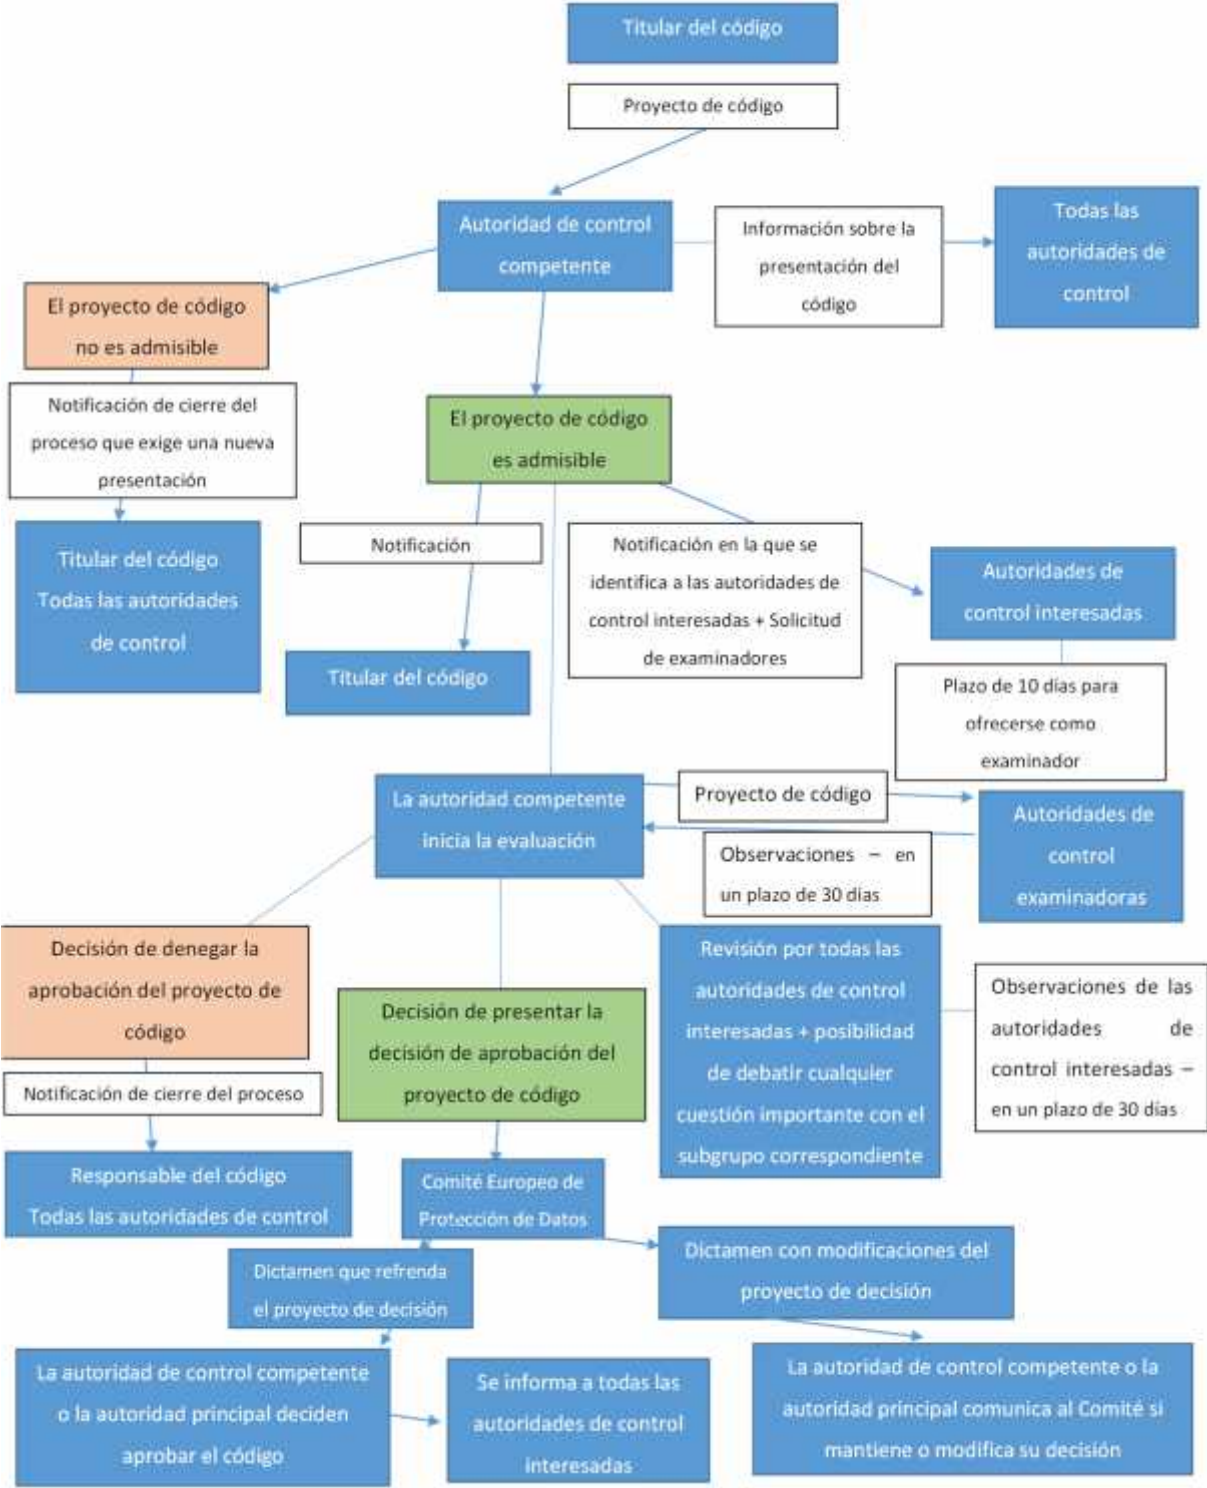 Titular del código
Proyecto de código
Autoridad de control
competente
Información sobre la
presentación del
código
Todas las
autoridades de
control
El proyecto de código
no es admisible
Notificación de cierre del
proceso que exige una nueva
presentación
El proyecto de código
es admisible
Titular del código
Todas las autoridades
de control
Notificación
Titular del código
Notificación en la que se
identifica a las autoridades de
control interesadas + Solicitud
de examinadores
Autoridades de
control interesadas
Plazo de 10 días para
ofrecerse como
examinador
La autoridad competente
inicia la evaluación
Proyecto de código
Autoridades de
control
examinadoras
Observaciones – en
un plazo de 30 días
Decisión de denegar la
aprobación del proyecto de
código
Notificación de cierre del proceso
Responsable del código
Todas las autoridades de control
Decisión de presentar la
decisión de aprobación del
proyecto de código
Revisión por todas las
autoridades de control
interesadas + posibilidad
de debatir cualquier
cuestión importante con el
subgrupo correspondiente
Observaciones de las
autoridades de
control interesadas –
en un plazo de 30 días
Comité Europeo de
Protección de Datos
Dictamen que refrenda
el proyecto de decisión
Dictamen con modificaciones del
proyecto de decisión
La autoridad de control competente
o la autoridad principal deciden
aprobar el código
Se informa a todas las
autoridades de control
interesadas
La autoridad de control competente o la
autoridad principal comunica al Comité si
mantiene o modifica su decisión